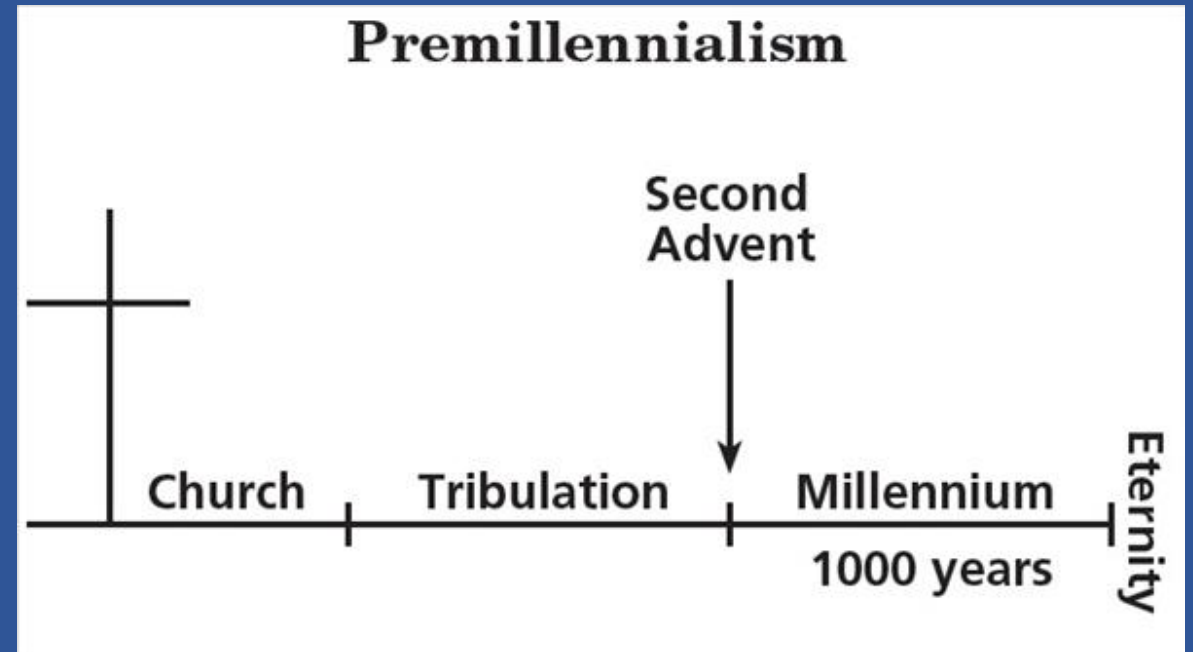 Premillennialism
Second
Advent
Church
Tribulation
Millennium
1000 years
Eternity